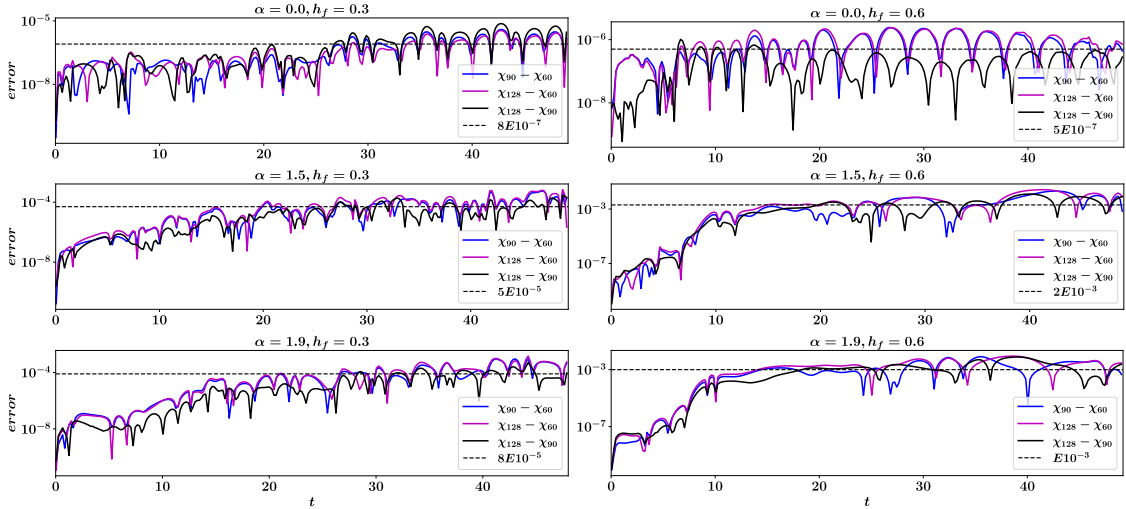 α = 0.0, h_f = 0.3
10⁻⁵
10⁻⁸
error
χ₉₀ − χ₆₀
χ₁₂₈ − χ₆₀
χ₁₂₈ − χ₉₀
8E10⁻⁷
0 10 20 30 40
α = 0.0, h_f = 0.6
10⁻⁶
10⁻⁸
χ₉₀ − χ₆₀
χ₁₂₈ − χ₆₀
χ₁₂₈ − χ₉₀
5E10⁻⁷
0 10 20 30 40
α = 1.5, h_f = 0.3
10⁻⁴
10⁻⁸
error
χ₉₀ − χ₆₀
χ₁₂₈ − χ₆₀
χ₁₂₈ − χ₉₀
5E10⁻⁵
0 10 20 30 40
α = 1.5, h_f = 0.6
10⁻³
10⁻⁷
χ₉₀ − χ₆₀
χ₁₂₈ − χ₆₀
χ₁₂₈ − χ₉₀
2E10⁻³
0 10 20 30 40
α = 1.9, h_f = 0.3
10⁻⁴
10⁻⁸
error
χ₉₀ − χ₆₀
χ₁₂₈ − χ₆₀
χ₁₂₈ − χ₉₀
8E10⁻⁵
0 10 20 30 40
t
α = 1.9, h_f = 0.6
10⁻³
10⁻⁷
χ₉₀ − χ₆₀
χ₁₂₈ − χ₆₀
χ₁₂₈ − χ₉₀
E10⁻³
0 10 20 30 40
t